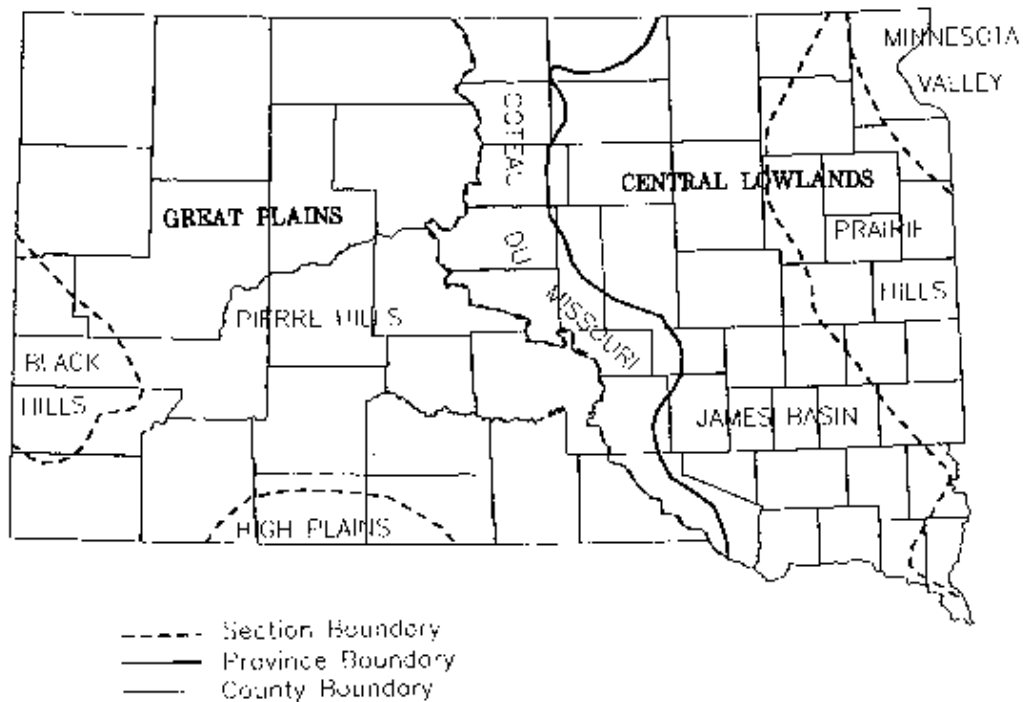 MINNESOTA
VALLEY
COTEAU
CENTRAL LOWLANDS
GREAT PLAINS
PRAIRIE
DU
HILLS
MISSOURI
PIERRE HILLS
BLACK
HILLS
JAMES BASIN
HIGH PLAINS
Section Boundary
Province Boundary
County Boundary